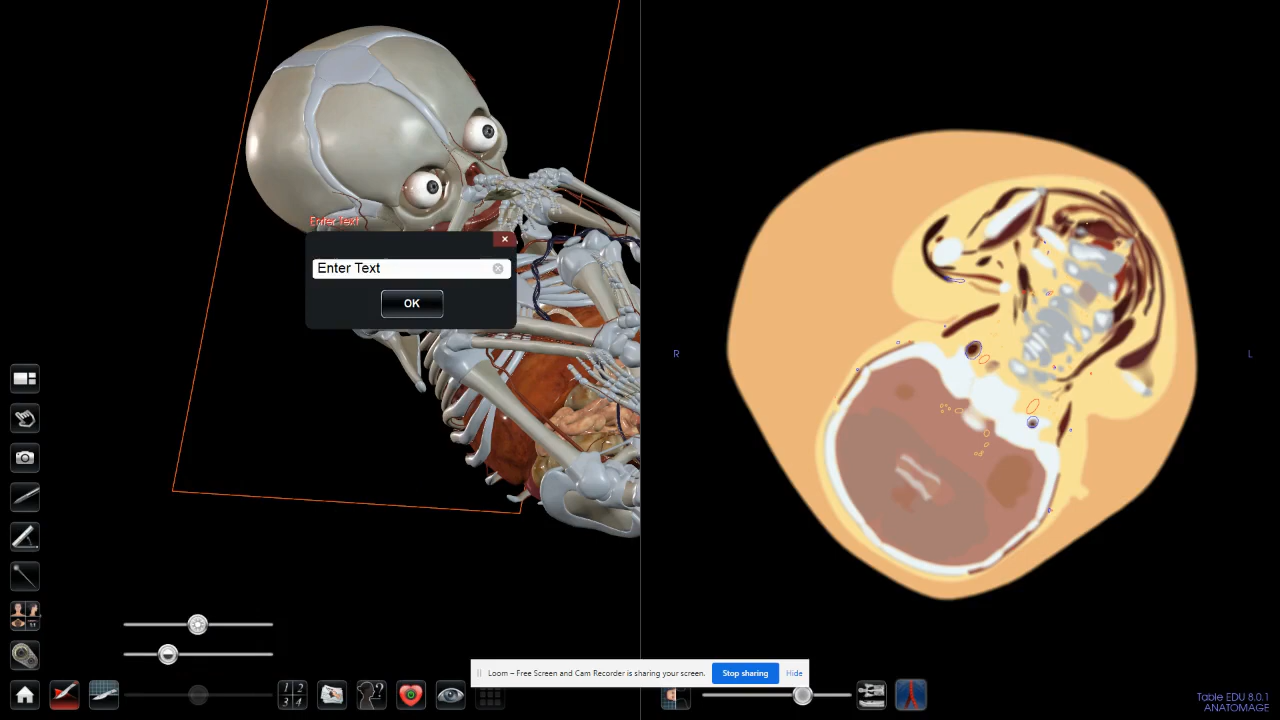 Enter Text
Enter Text
OK
R
L
1 2
3 4
?
Loom – Free Screen and Cam Recorder is sharing your screen.
Stop sharing
Hide
Table EDU 8.0.1
ANATOMAGE